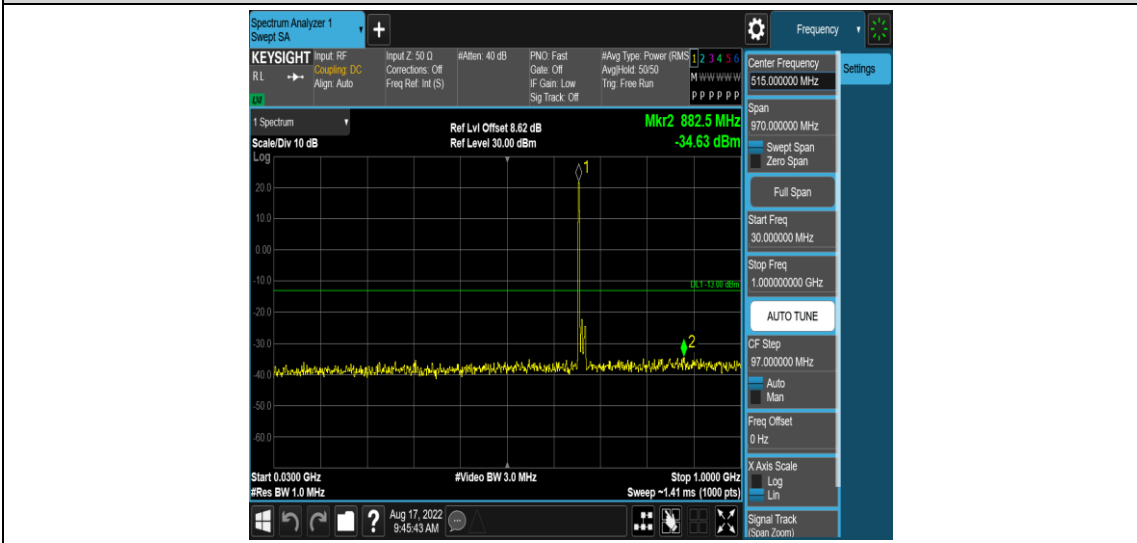 Spectrum Analyzer 1
Swept SA
+
Frequency
KEYSIGHT
RL
LXI
Input: RF
Coupling: DC
Align: Auto
Input Z: 50 Ω
Corrections: Off
Freq Ref: Int (S)
#Atten: 40 dB
PNO: Fast
Gate: Off
IF Gain: Low
Sig Track: Off
#Avg Type: Power (RMS
Avg|Hold: 50/50
Trig: Free Run
1 2 3 4 5 6
M W W W W W
P P P P P P
1 Spectrum
Scale/Div 10 dB
Log
Ref Lvl Offset 8.62 dB
Ref Level 30.00 dBm
Mkr2 882.5 MHz
-34.63 dBm
1
20.0
10.0
0.00
-10.0
DL1 -13.00 dBm
-20.0
-30.0
2
-40.0
-50.0
-60.0
Start 0.0300 GHz
#Video BW 3.0 MHz
Stop 1.0000 GHz
#Res BW 1.0 MHz
Sweep ~1.41 ms (1000 pts)
?
Aug 17, 2022
9:45:43 AM
Center Frequency
515.000000 MHz
Settings
Span
970.000000 MHz
Swept Span
Zero Span
Full Span
Start Freq
30.000000 MHz
Stop Freq
1.000000000 GHz
AUTO TUNE
CF Step
97.000000 MHz
Auto
Man
Freq Offset
0 Hz
X Axis Scale
Log
Lin
Signal Track
(Span Zoom)